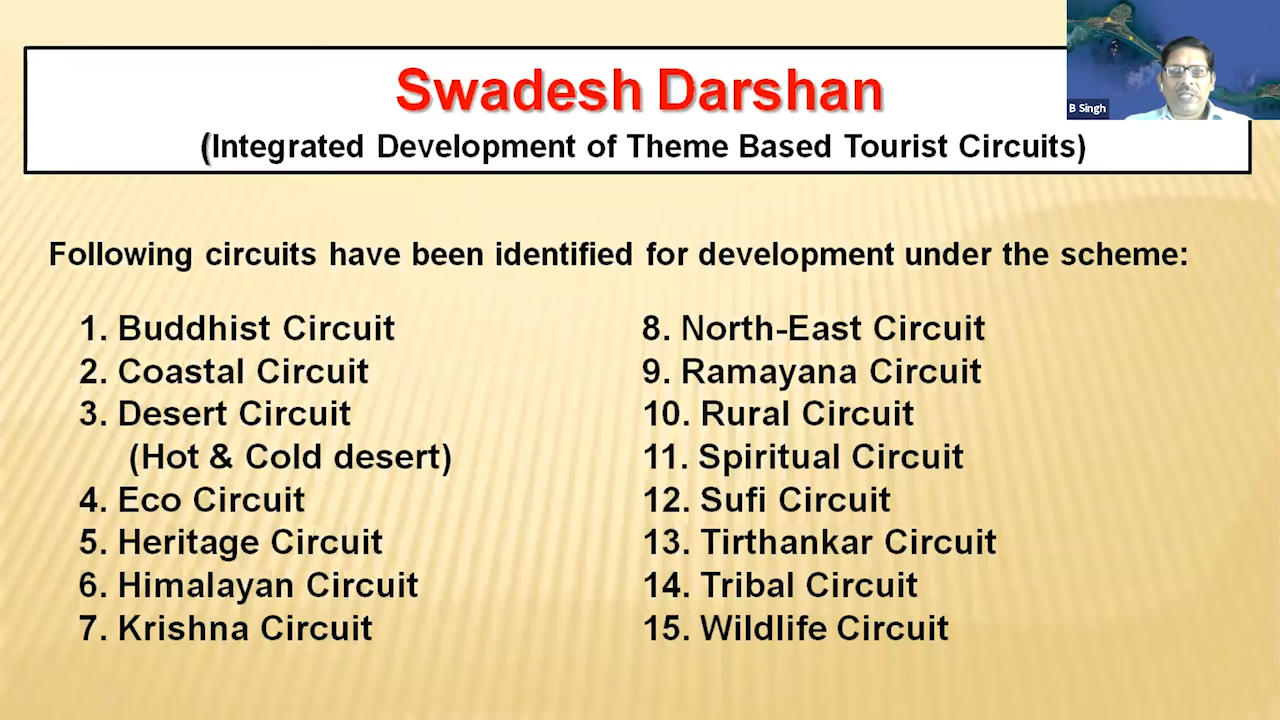 Swadesh Darshan
(Integrated Development of Theme Based Tourist Circuits)
B Singh
Following circuits have been identified for development under the scheme:
1. Buddhist Circuit
2. Coastal Circuit
3. Desert Circuit
(Hot & Cold desert)
4. Eco Circuit
5. Heritage Circuit
6. Himalayan Circuit
7. Krishna Circuit
8. North-East Circuit
9. Ramayana Circuit
10. Rural Circuit
11. Spiritual Circuit
12. Sufi Circuit
13. Tirthankar Circuit
14. Tribal Circuit
15. Wildlife Circuit